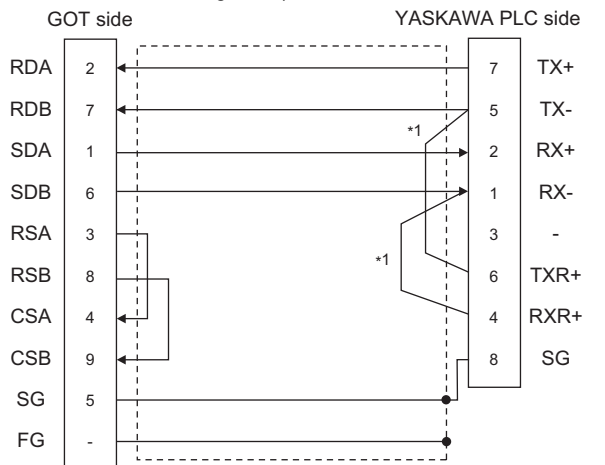 GOT side YASKAWA PLC side
RDA 2 7 TX+
RDB 7 5 TX-
*1
SDA 1 2 RX+
SDB 6 1 RX-
RSA 3 3 -
*1
RSB 8 6 TXR+
CSA 4 4 RXR+
CSB 9 8 SG
SG 5
FG -